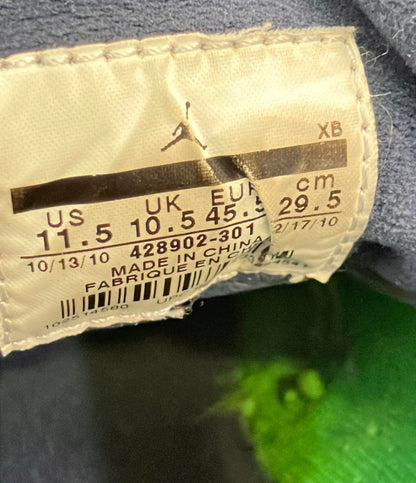 XB
US UK EUR cm
11.5 10.5 45.5 29.5
10/13/10 428902-301 2/17/10
MADE IN CHINA
FABRIQUE EN